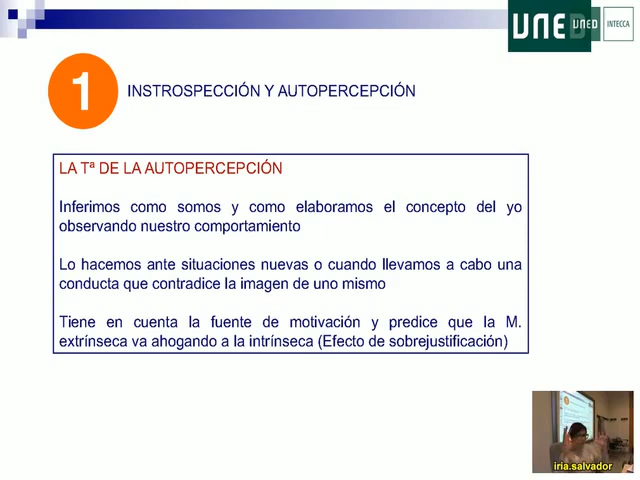 UNED
UNED
INTECCA
1
INSTROSPECCIÓN Y AUTOPERCEPCIÓN
LA Tª DE LA AUTOPERCEPCIÓN
Inferimos como somos y como elaboramos el concepto del yo
observando nuestro comportamiento
Lo hacemos ante situaciones nuevas o cuando llevamos a cabo una
conducta que contradice la imagen de uno mismo
Tiene en cuenta la fuente de motivación y predice que la M.
extrínseca va ahogando a la intrínseca (Efecto de sobrejustificación)
iria.salvador